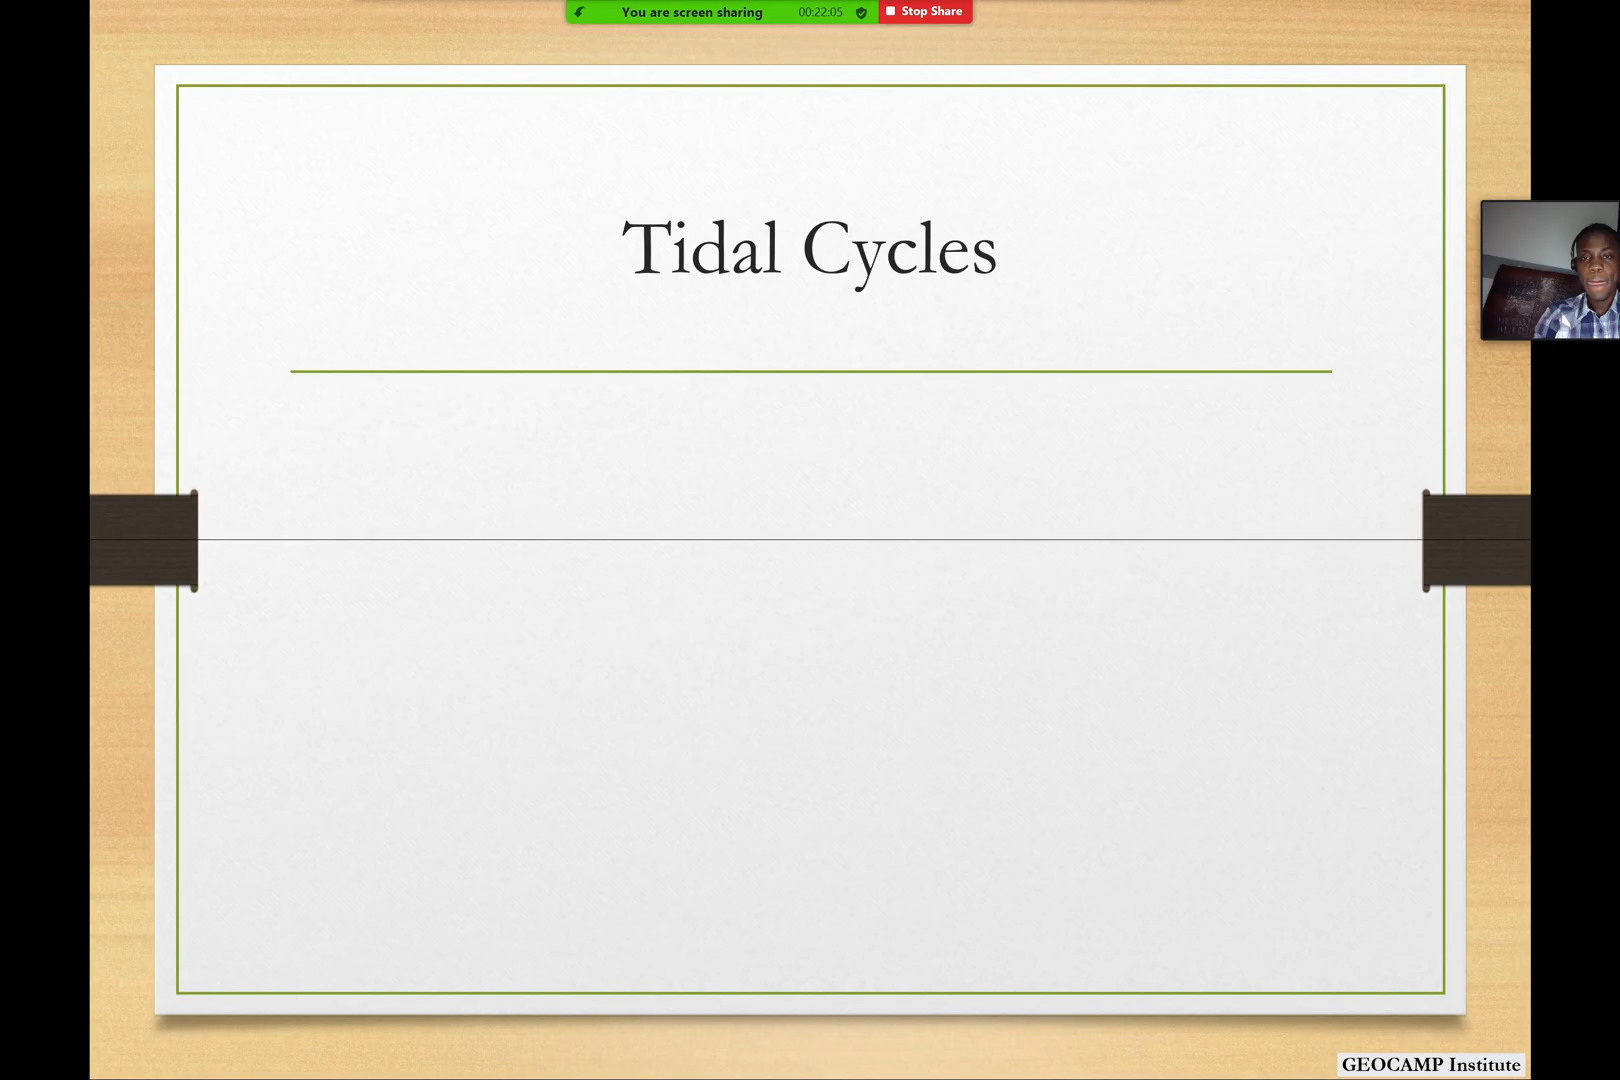 You are screen sharing 00:22:05 Stop Share
Tidal Cycles
GEOCAMP Institute